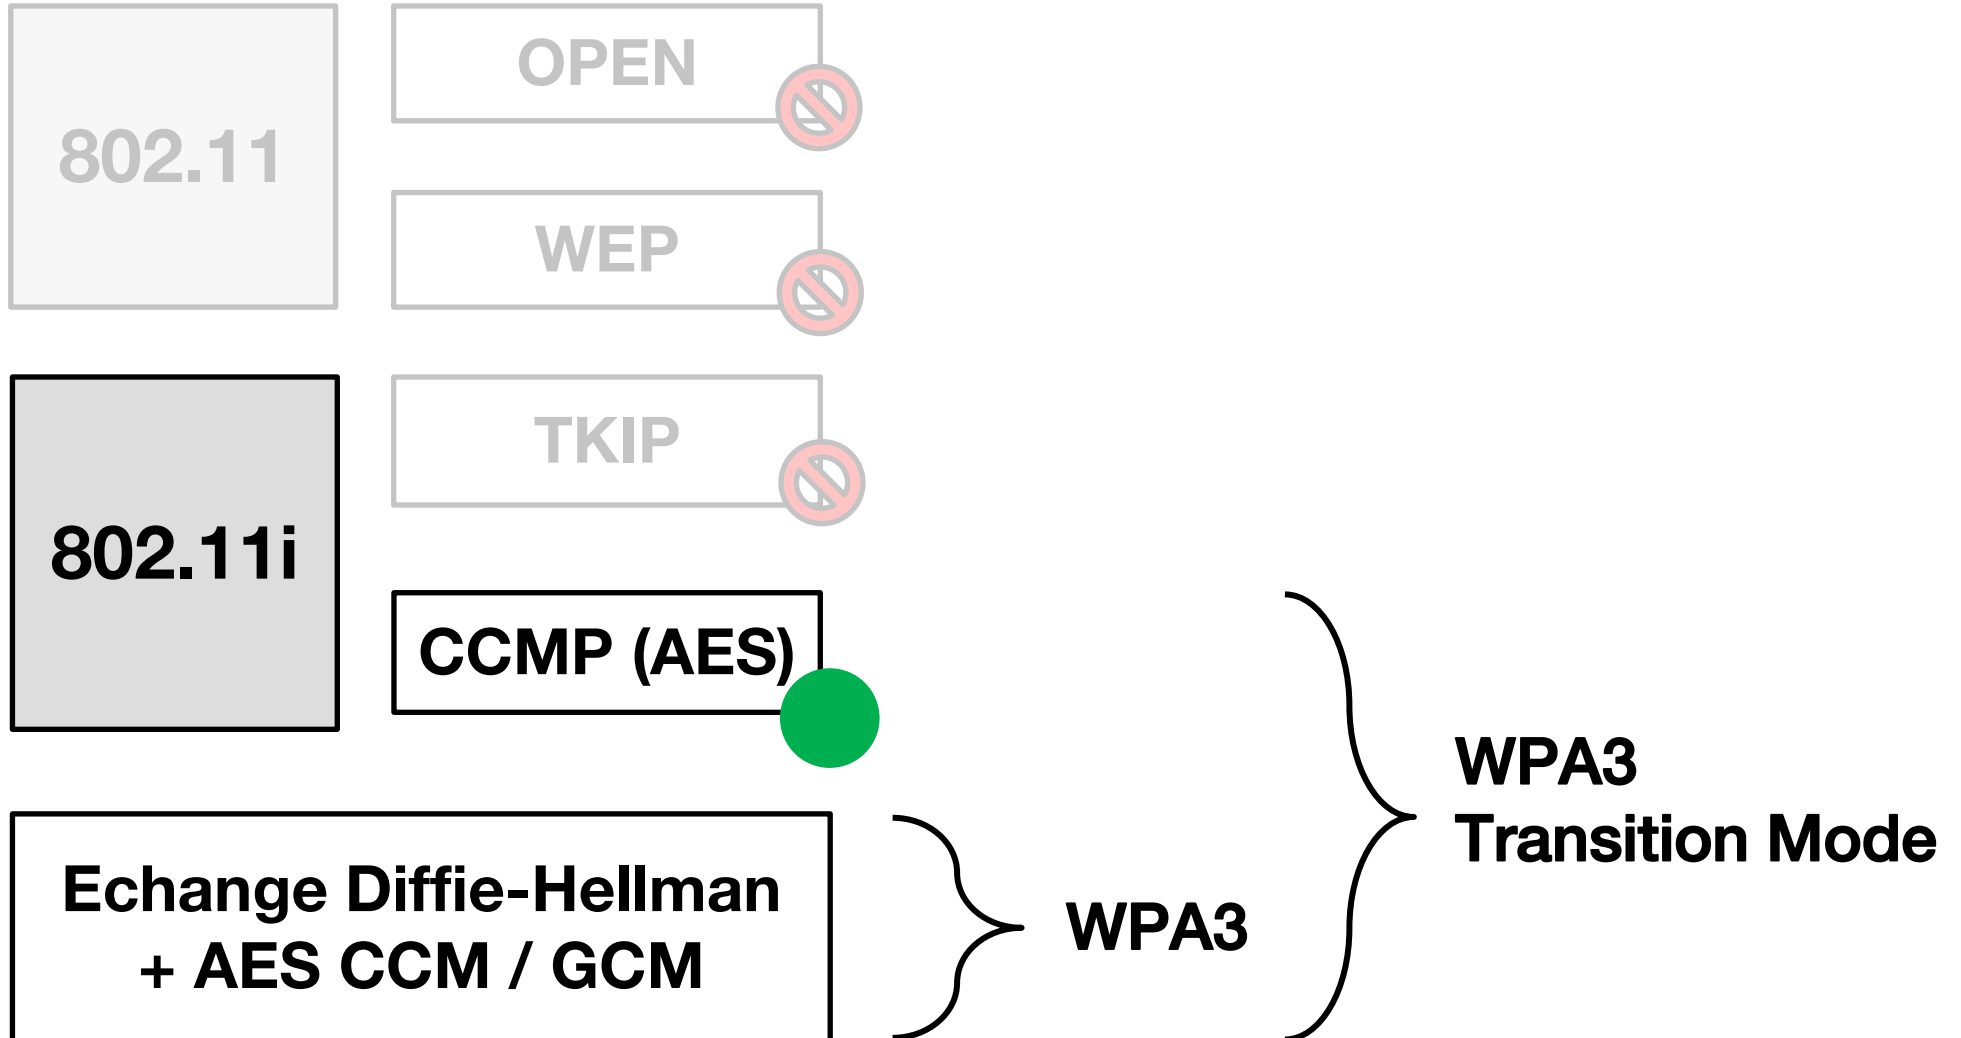 802.11
OPEN
WEP
802.11i
TKIP
CCMP (AES)
Echange Diffie-Hellman
+ AES CCM / GCM
WPA3
WPA3
Transition Mode